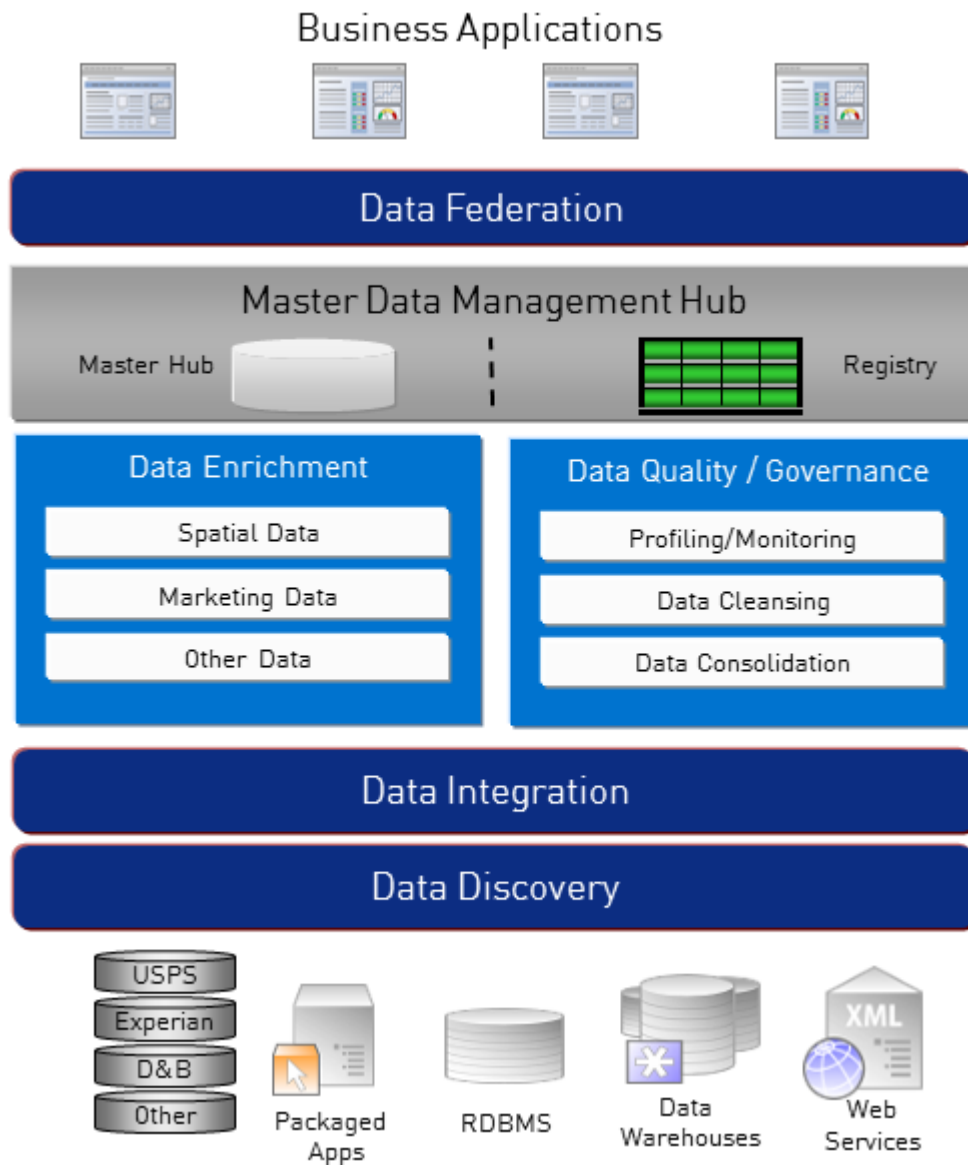 Business Applications
Data Federation
Master Data Management Hub
Master Hub
Registry
Data Enrichment
Spatial Data
Marketing Data
Other Data
Data Quality / Governance
Profiling/Monitoring
Data Cleansing
Data Consolidation
Data Integration
Data Discovery
USPS
Experian
D&B
Other
Packaged
Apps
RDBMS
Data
Warehouses
XML
Web
Services